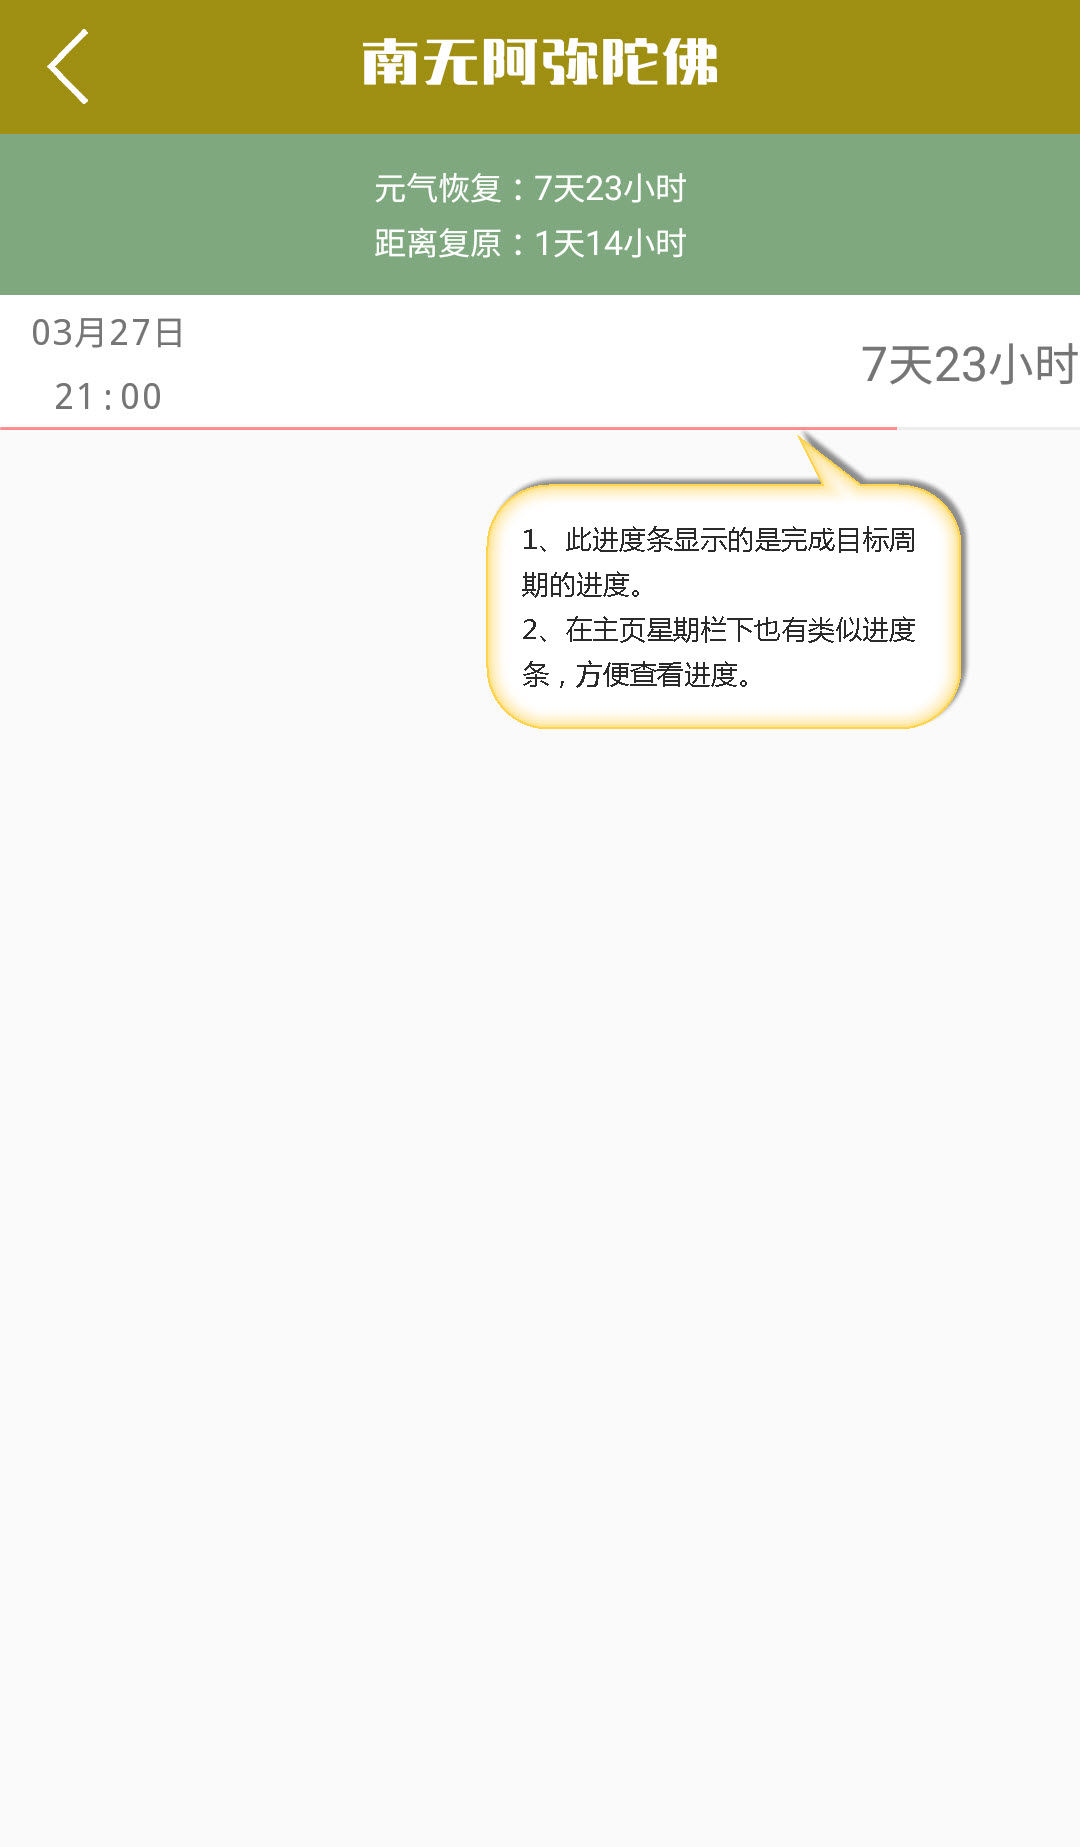 南无阿弥陀佛
元气恢复：7天23小时
距离复原：1天14小时
03月27日
21:00
7天23小时
1、此进度条显示的是完成目标周
期的进度。
2、在主页星期栏下也有类似进度
条，方便查看进度。